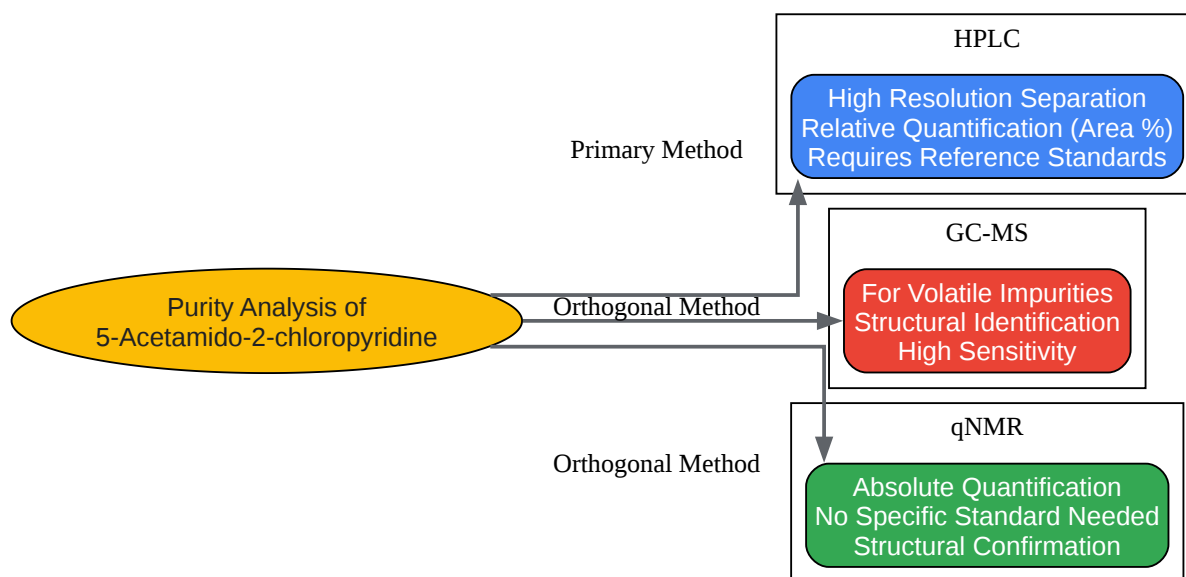 HPLC
High Resolution Separation
Relative Quantification (Area %)
Requires Reference Standards
Primary Method
GC-MS
For Volatile Impurities
Structural Identification
High Sensitivity
Orthogonal Method
Purity Analysis of
5-Acetamido-2-chloropyridine
qNMR
Absolute Quantification
No Specific Standard Needed
Structural Confirmation
Orthogonal Method